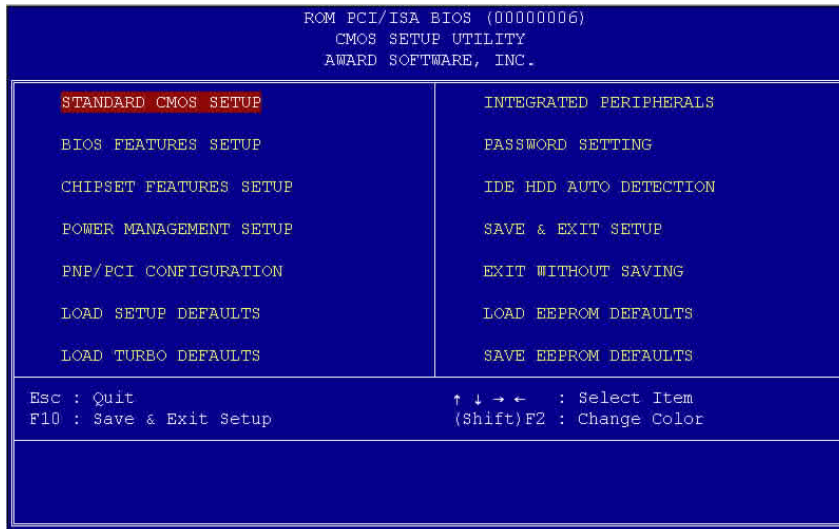 ROM PCI/ISA BIOS (00000006)
CMOS SETUP UTILITY
AWARD SOFTWARE, INC.
STANDARD CMOS SETUP
BIOS FEATURES SETUP
CHIPSET FEATURES SETUP
POWER MANAGEMENT SETUP
PNP/PCI CONFIGURATION
LOAD SETUP DEFAULTS
LOAD TURBO DEFAULTS
INTEGRATED PERIPHERALS
PASSWORD SETTING
IDE HDD AUTO DETECTION
SAVE & EXIT SETUP
EXIT WITHOUT SAVING
LOAD EEPROM DEFAULTS
SAVE EEPROM DEFAULTS
Esc : Quit
F10 : Save & Exit Setup
↑ ↓ → ← : Select Item
(Shift)F2 : Change Color